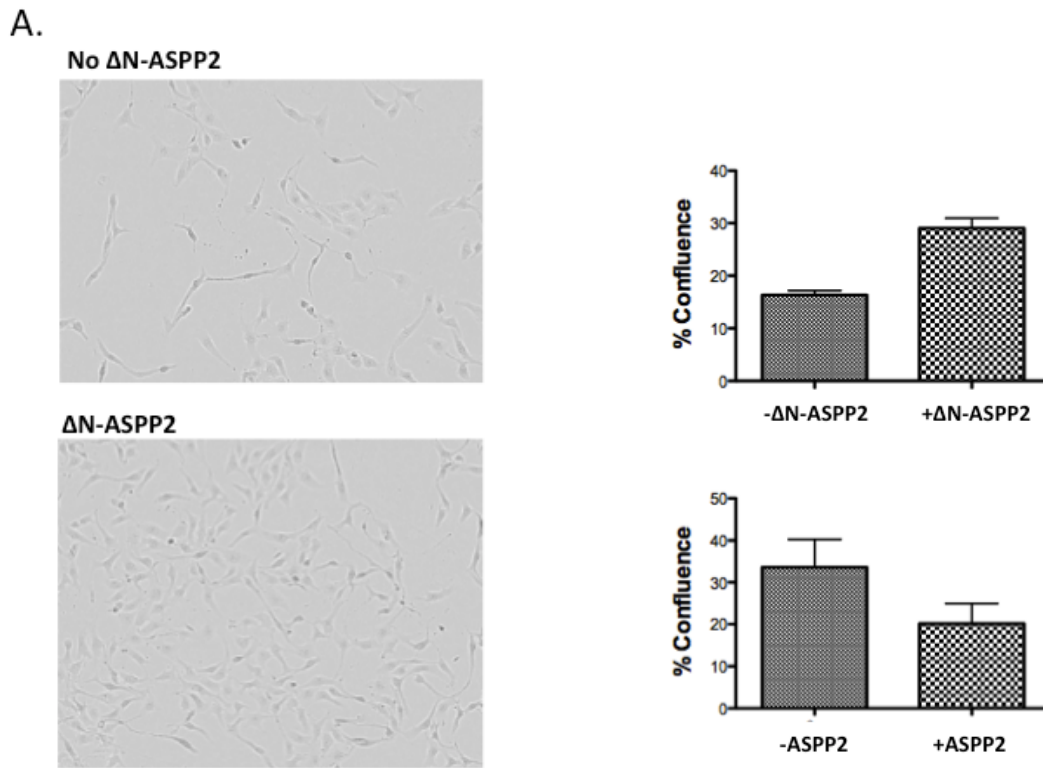 A.
No ΔN-ASPP2
ΔN-ASPP2
% Confluence
40
30
20
10
0
-ΔN-ASPP2 +ΔN-ASPP2
% Confluence
50
40
30
20
10
0
-ASPP2 +ASPP2